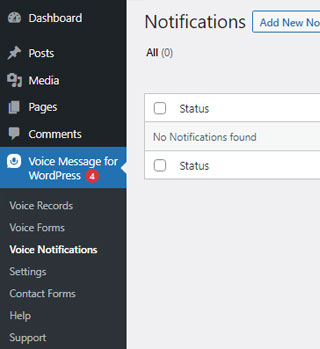 Dashboard
Posts
Media
Pages
Comments
Voice Message for
WordPress 4
Voice Records
Voice Forms
Voice Notifications
Settings
Contact Forms
Help
Support
Notifications Add New No
All (0)
Status
No Notifications found
Status